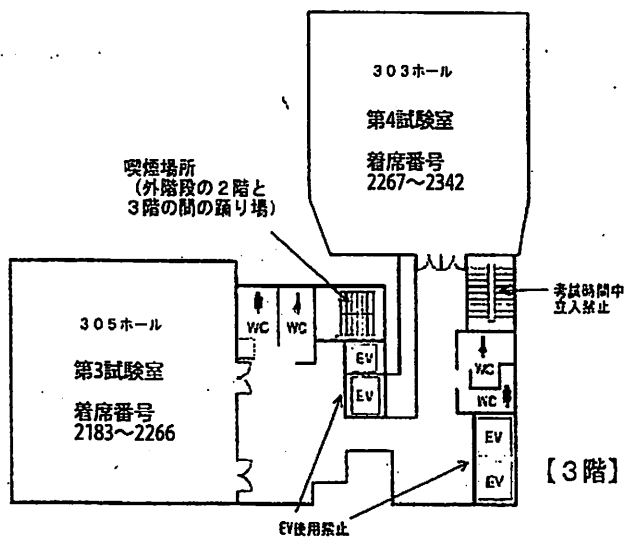 303ホール
第4試験室
着席番号
2267～2342
喫煙場所
（外階段の2階と
3階の間の踊り場）
考試時間中
立入禁止
305ホール
第3試験室
着席番号
2183～2266
WC
WC
EV
EV
WC
WC
EV
EV
【3階】
EV使用禁止